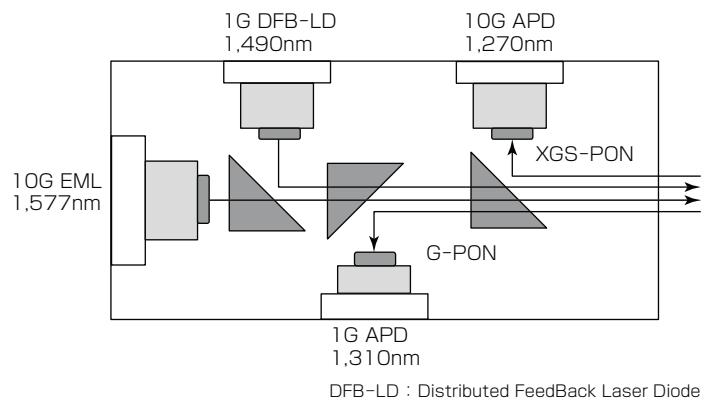 1G DFB-LD
1,490nm
10G APD
1,270nm
XGS-PON
10G EML
1,577nm
G-PON
1G APD
1,310nm
DFB-LD : Distributed FeedBack Laser Diode